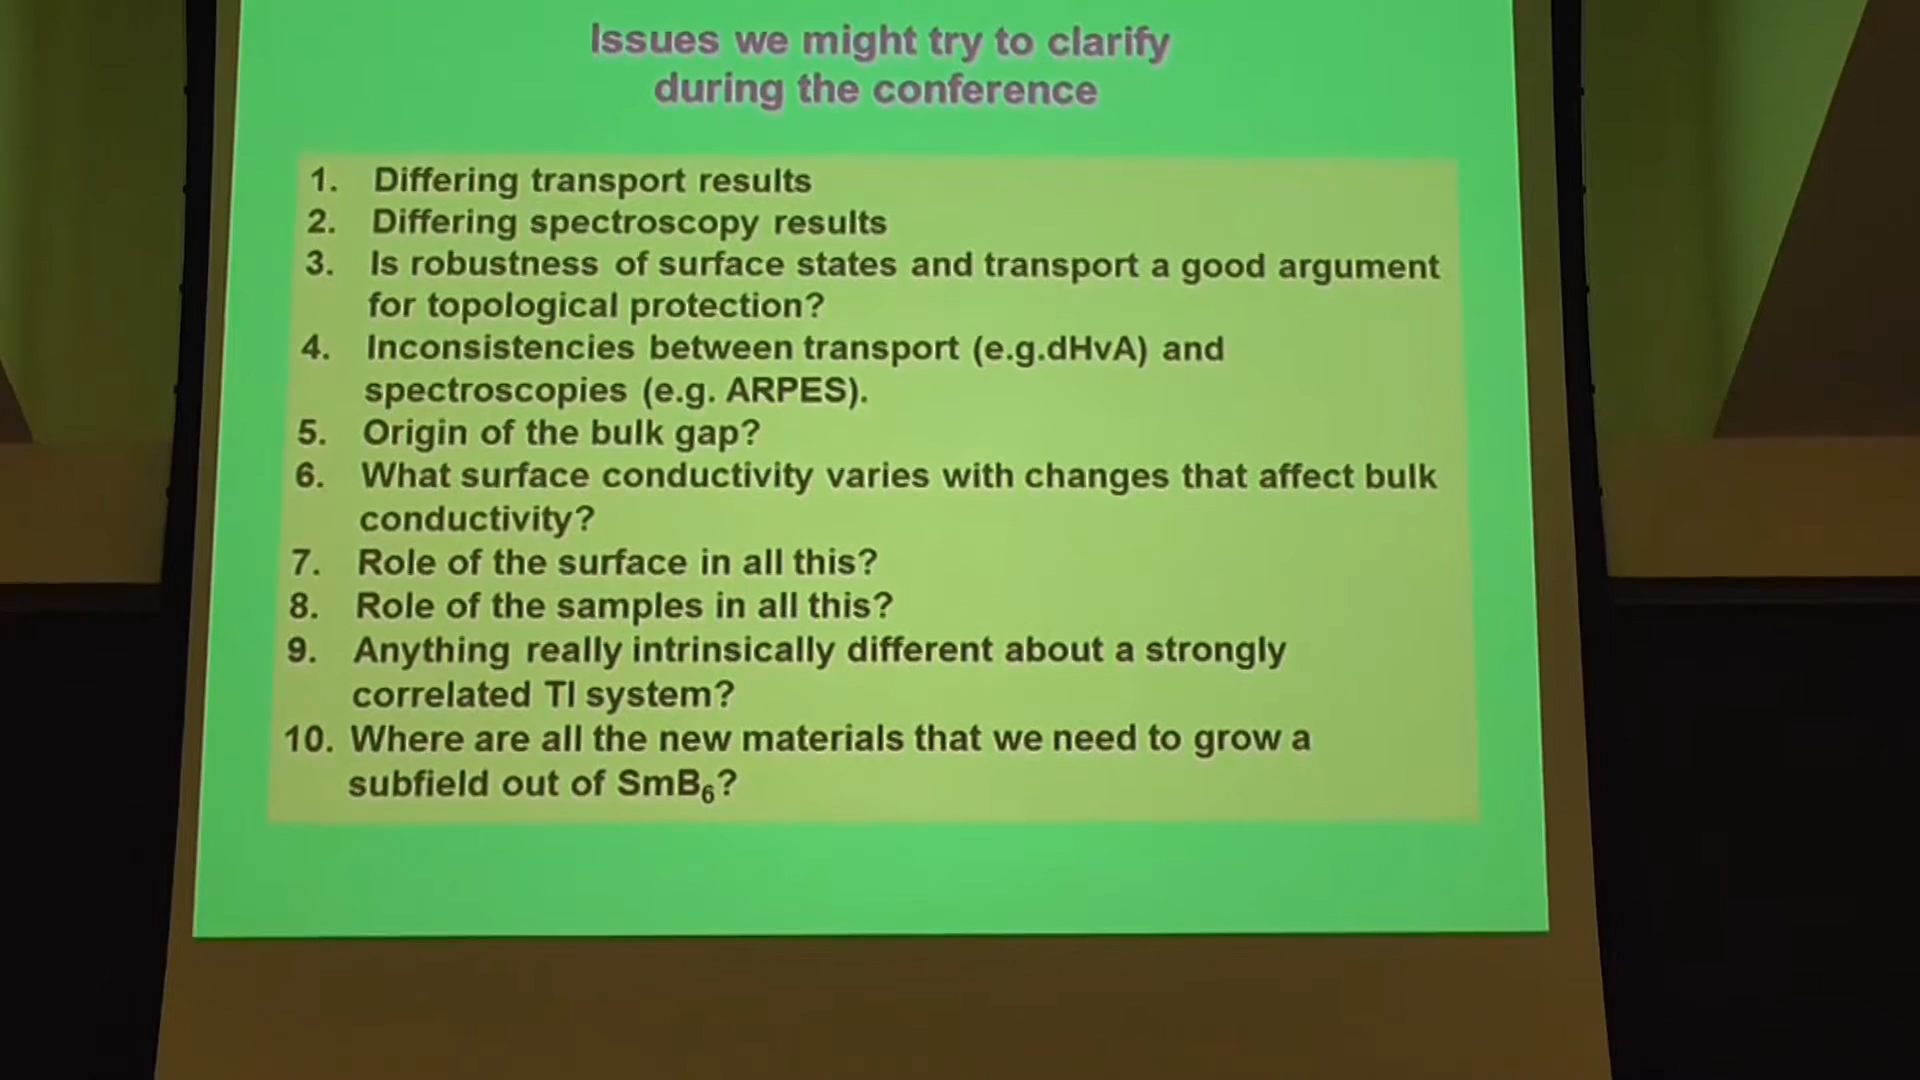 Issues we might try to clarify
during the conference
1. Differing transport results
2. Differing spectroscopy results
3. Is robustness of surface states and transport a good argument
for topological protection?
4. Inconsistencies between transport (e.g.dHvA) and
spectroscopies (e.g. ARPES).
5. Origin of the bulk gap?
6. What surface conductivity varies with changes that affect bulk
conductivity?
7. Role of the surface in all this?
8. Role of the samples in all this?
9. Anything really intrinsically different about a strongly
correlated TI system?
10. Where are all the new materials that we need to grow a
subfield out of SmB₆?